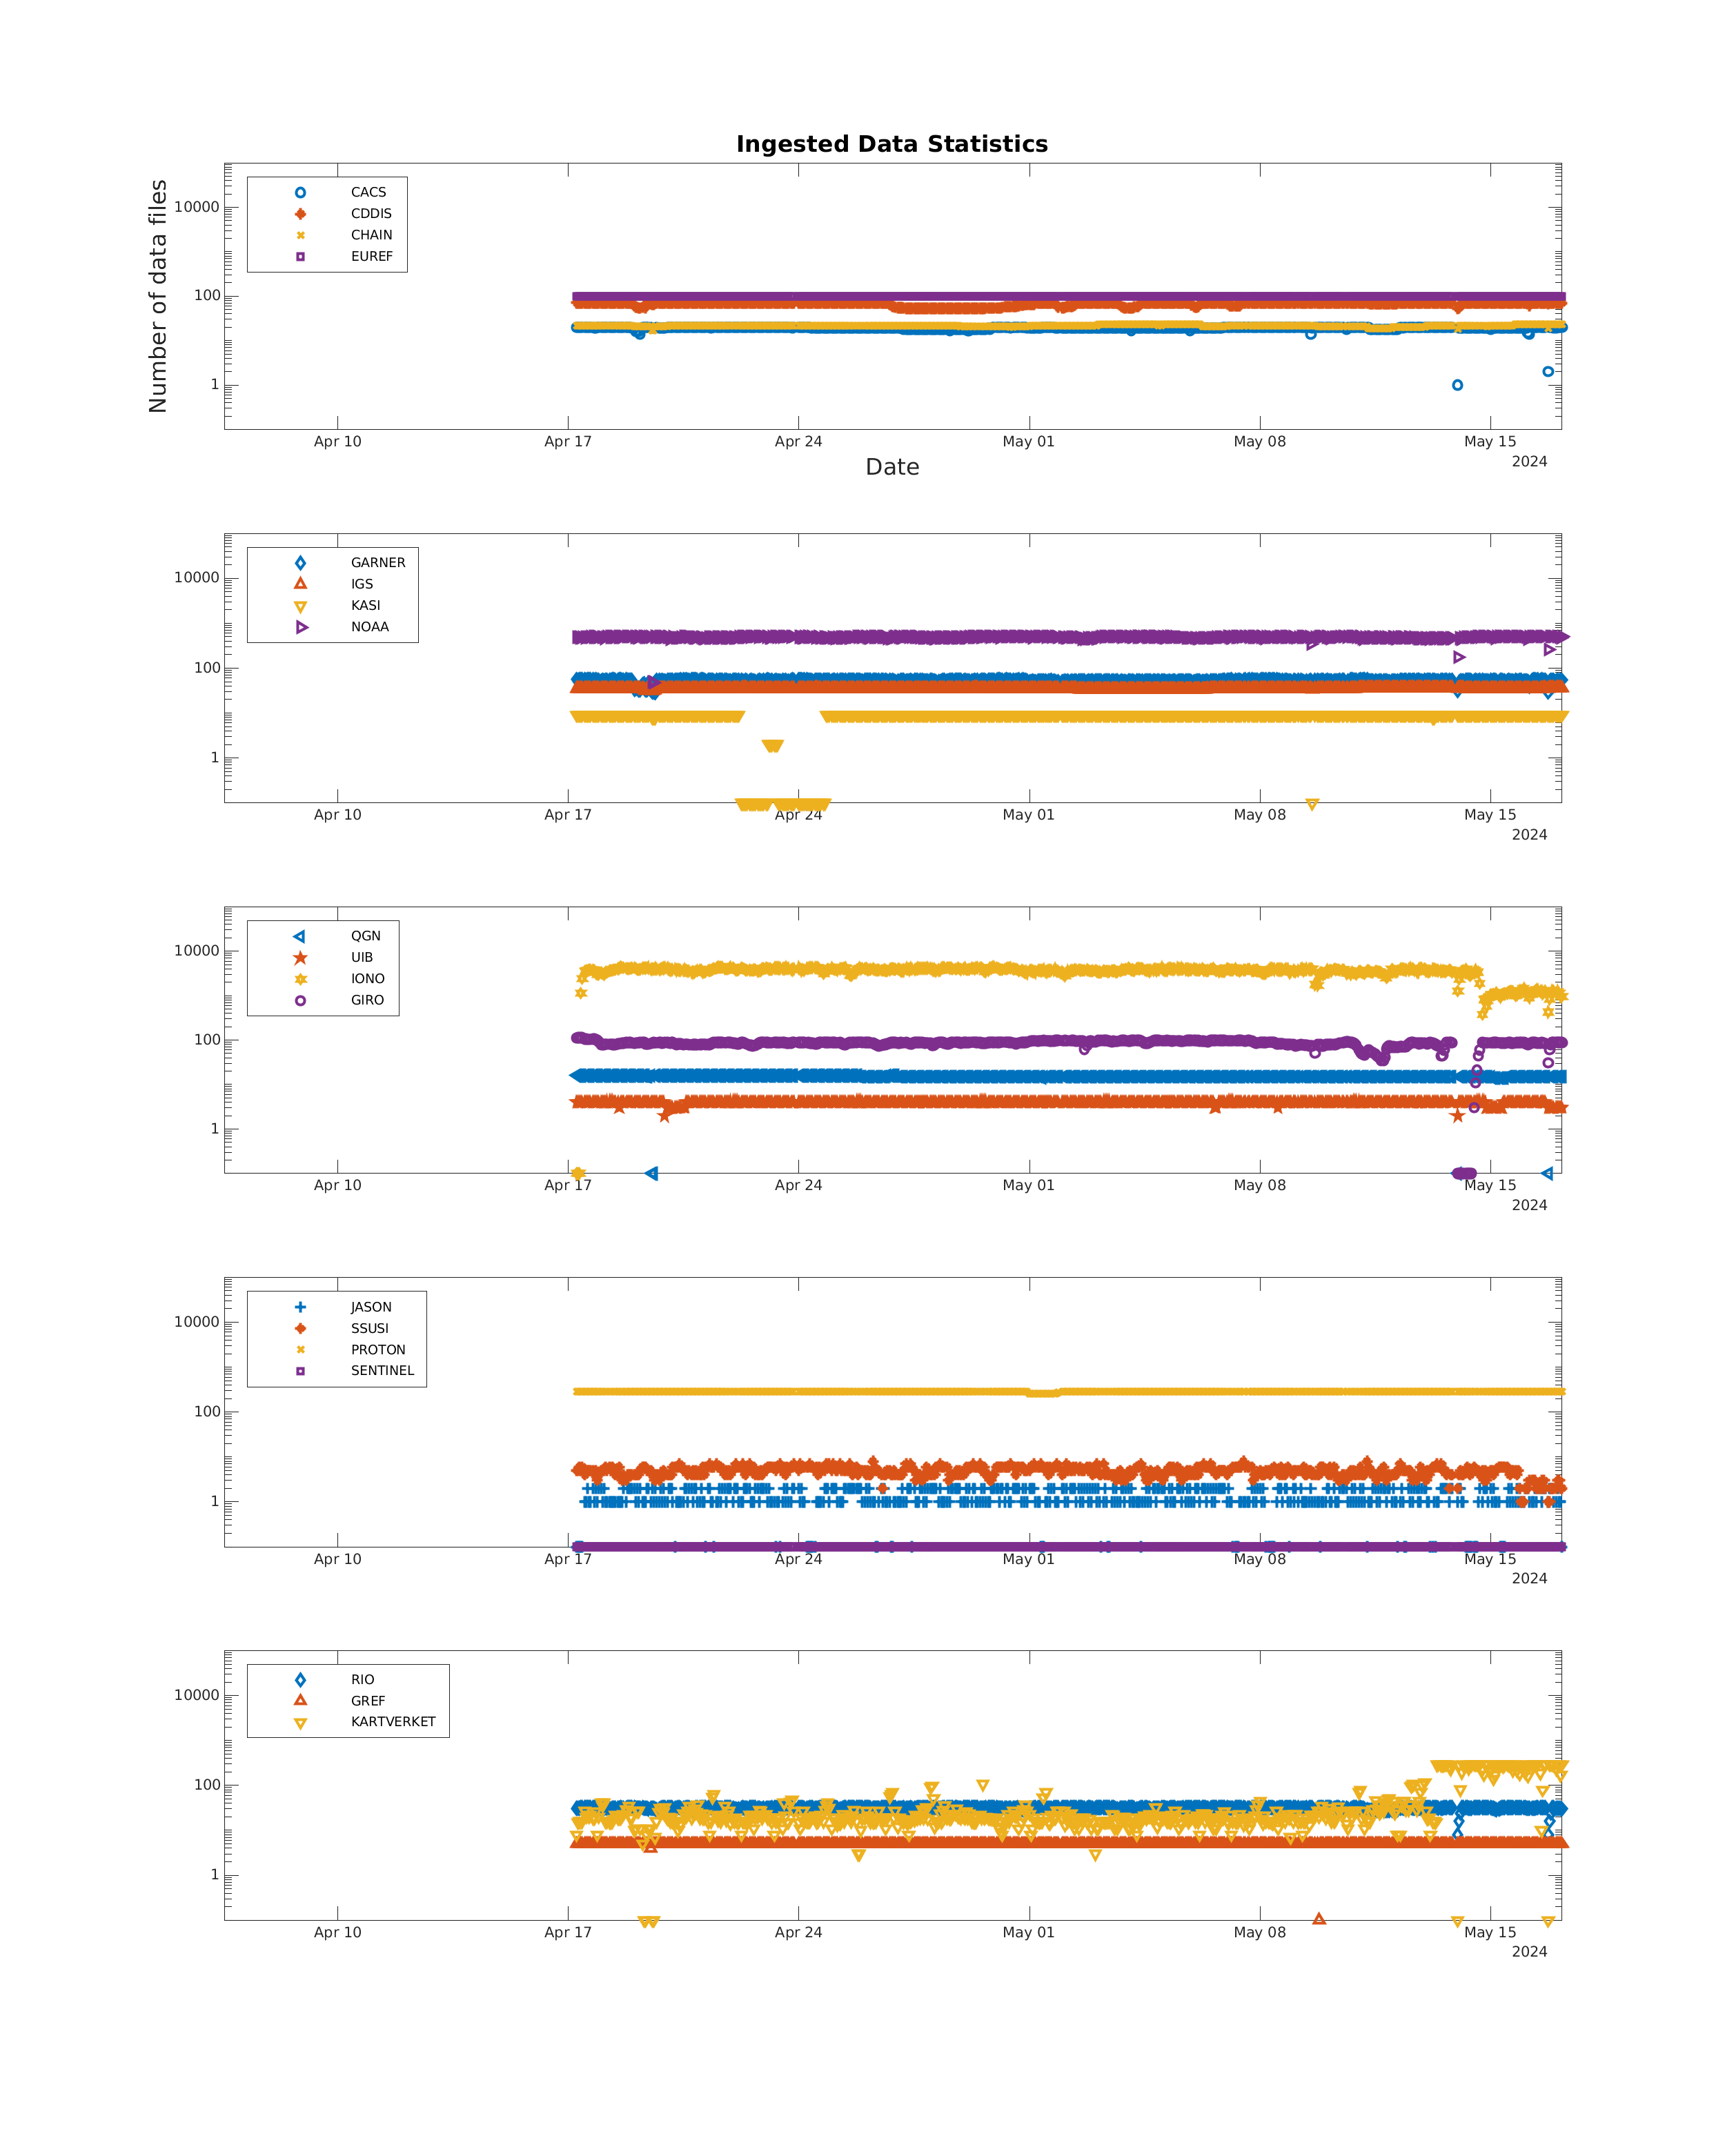 Ingested Data Statistics
Number of data files
10000
100
1
CACS
CDDIS
CHAIN
EUREF
Apr 10 Apr 17 Apr 24 May 01 May 08 May 15
2024
Date
10000
100
1
GARNER
IGS
KASI
NOAA
Apr 10 Apr 17 Apr 24 May 01 May 08 May 15
2024
10000
100
1
QGN
UIB
IONO
GIRO
Apr 10 Apr 17 Apr 24 May 01 May 08 May 15
2024
10000
100
1
JASON
SSUSI
PROTON
SENTINEL
Apr 10 Apr 17 Apr 24 May 01 May 08 May 15
2024
10000
100
1
RIO
GREF
KARTVERKET
Apr 10 Apr 17 Apr 24 May 01 May 08 May 15
2024